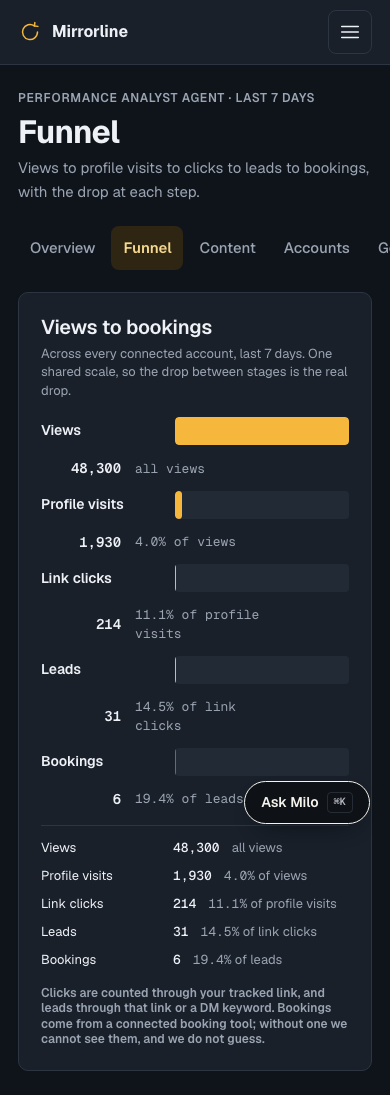 Mirrorline
PERFORMANCE ANALYST AGENT · LAST 7 DAYS
Funnel
Views to profile visits to clicks to leads to bookings,
with the drop at each step.
Overview
Funnel
Content
Accounts
Views to bookings
Across every connected account, last 7 days. One
shared scale, so the drop between stages is the real
drop.
Views
48,300 all views
Profile visits
1,930 4.0% of views
Link clicks
214 11.1% of profile
visits
Leads
31 14.5% of link
clicks
Bookings
6 19.4% of leads
Ask Milo ⌘K
Views 48,300 all views
Profile visits 1,930 4.0% of views
Link clicks 214 11.1% of profile visits
Leads 31 14.5% of link clicks
Bookings 6 19.4% of leads
Clicks are counted through your tracked link, and
leads through that link or a DM keyword. Bookings
come from a connected booking tool; without one we
cannot see them, and we do not guess.